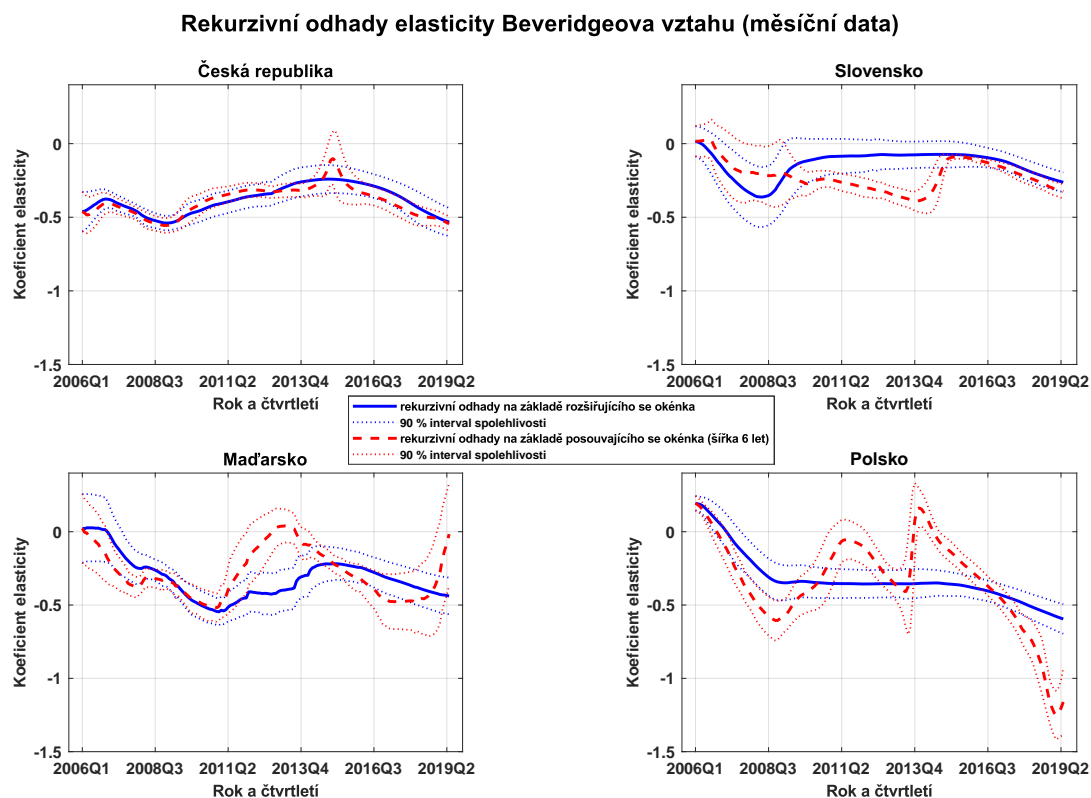 Rekurzivní odhady elasticity Beveridgeova vztahu (měsíční data)
Česká republika
Koeficient elasticity
0
-0.5
-1
-1.5
2006Q1 2008Q3 2011Q2 2013Q4 2016Q3 2019Q2
Rok a čtvrtletí
Slovensko
Koeficient elasticity
0
-0.5
-1
-1.5
2006Q1 2008Q3 2011Q2 2013Q4 2016Q3 2019Q2
Rok a čtvrtletí
rekurzivní odhady na základě rozšiřujícího se okénka
90 % interval spolehlivosti
rekurzivní odhady na základě posouvajícího se okénka (šířka 6 let)
90 % interval spolehlivosti
Maďarsko
Koeficient elasticity
0
-0.5
-1
-1.5
2006Q1 2008Q3 2011Q2 2013Q4 2016Q3 2019Q2
Rok a čtvrtletí
Polsko
Koeficient elasticity
0
-0.5
-1
-1.5
2006Q1 2008Q3 2011Q2 2013Q4 2016Q3 2019Q2
Rok a čtvrtletí